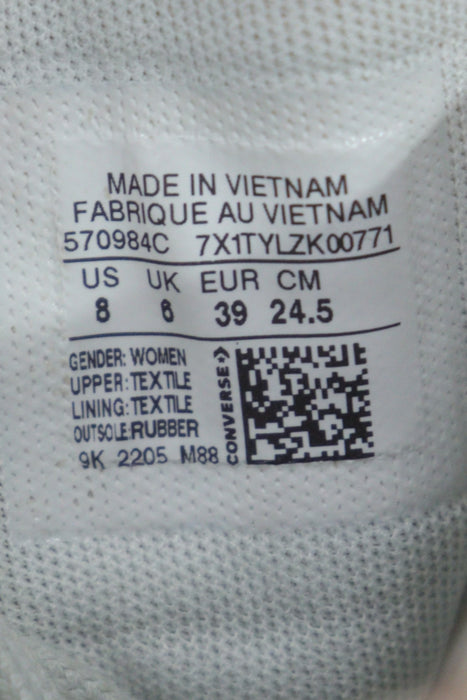 MADE IN VIETNAM
FABRIQUE AU VIETNAM
570984C 7X1TYLZK00771
US UK EUR CM
8 6 39 24.5
GENDER: WOMEN
UPPER: TEXTILE
LINING: TEXTILE
OUTSOLE:RUBBER
9K 2205 M88
CONVERSE